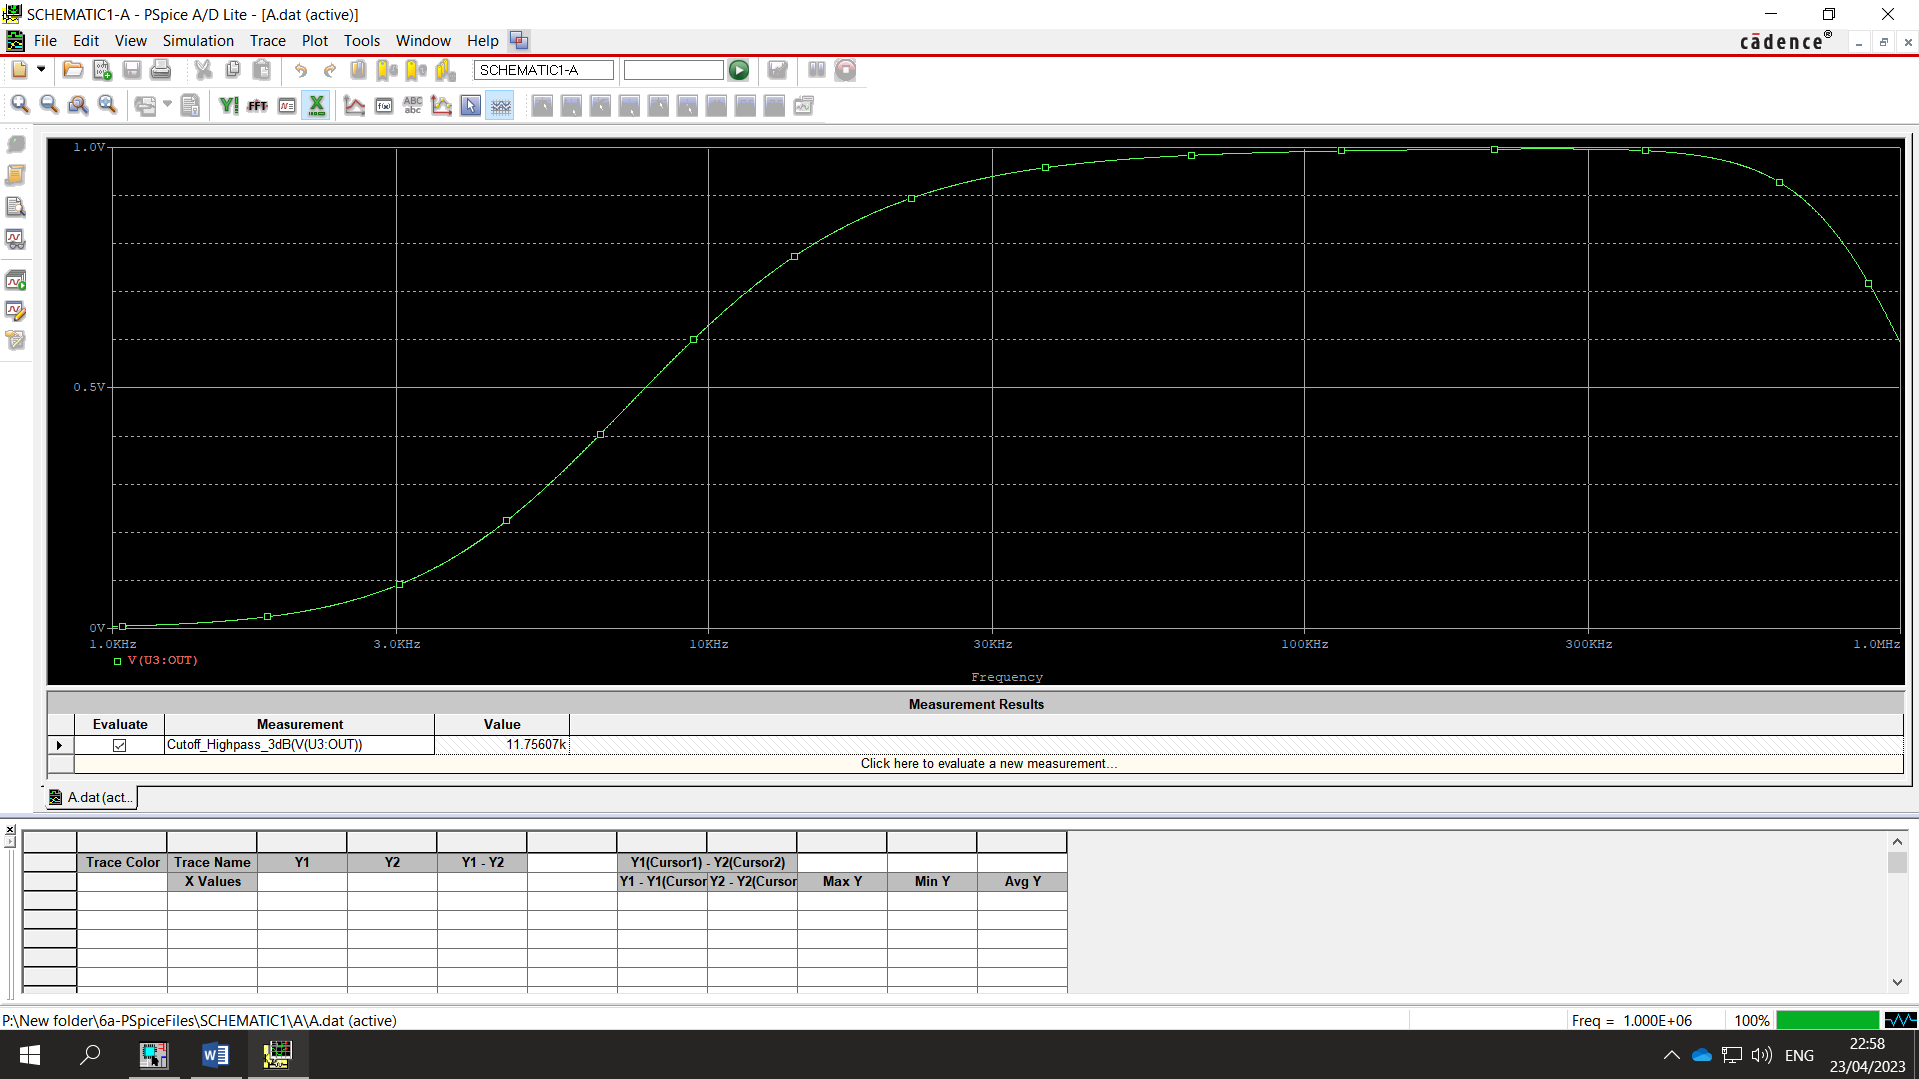 SCHEMATIC1-A - PSpice A/D Lite - [A.dat (active)]
File Edit View Simulation Trace Plot Tools Window Help
cādence®
SCHEMATIC1-A
FFT
ABC
abc
1.0V
0.5V
0V
1.0KHz 3.0KHz 10KHz 30KHz 100KHz 300KHz 1.0MHz
V(U3:OUT)
Frequency
Measurement Results
Evaluate Measurement Value
Cutoff_Highpass_3dB(V(U3:OUT)) 11.75607k
Click here to evaluate a new measurement...
A.dat (act...
Trace Color Trace Name Y1 Y2 Y1 - Y2 Y1(Cursor1) - Y2(Cursor2)
X Values Y1 - Y1(Cursor Y2 - Y2(Cursor Max Y Min Y Avg Y
P:\New folder\6a-PSpiceFiles\SCHEMATIC1\A\A.dat (active) Freq = 1.000E+06 100%
ENG
22:58
23/04/2023